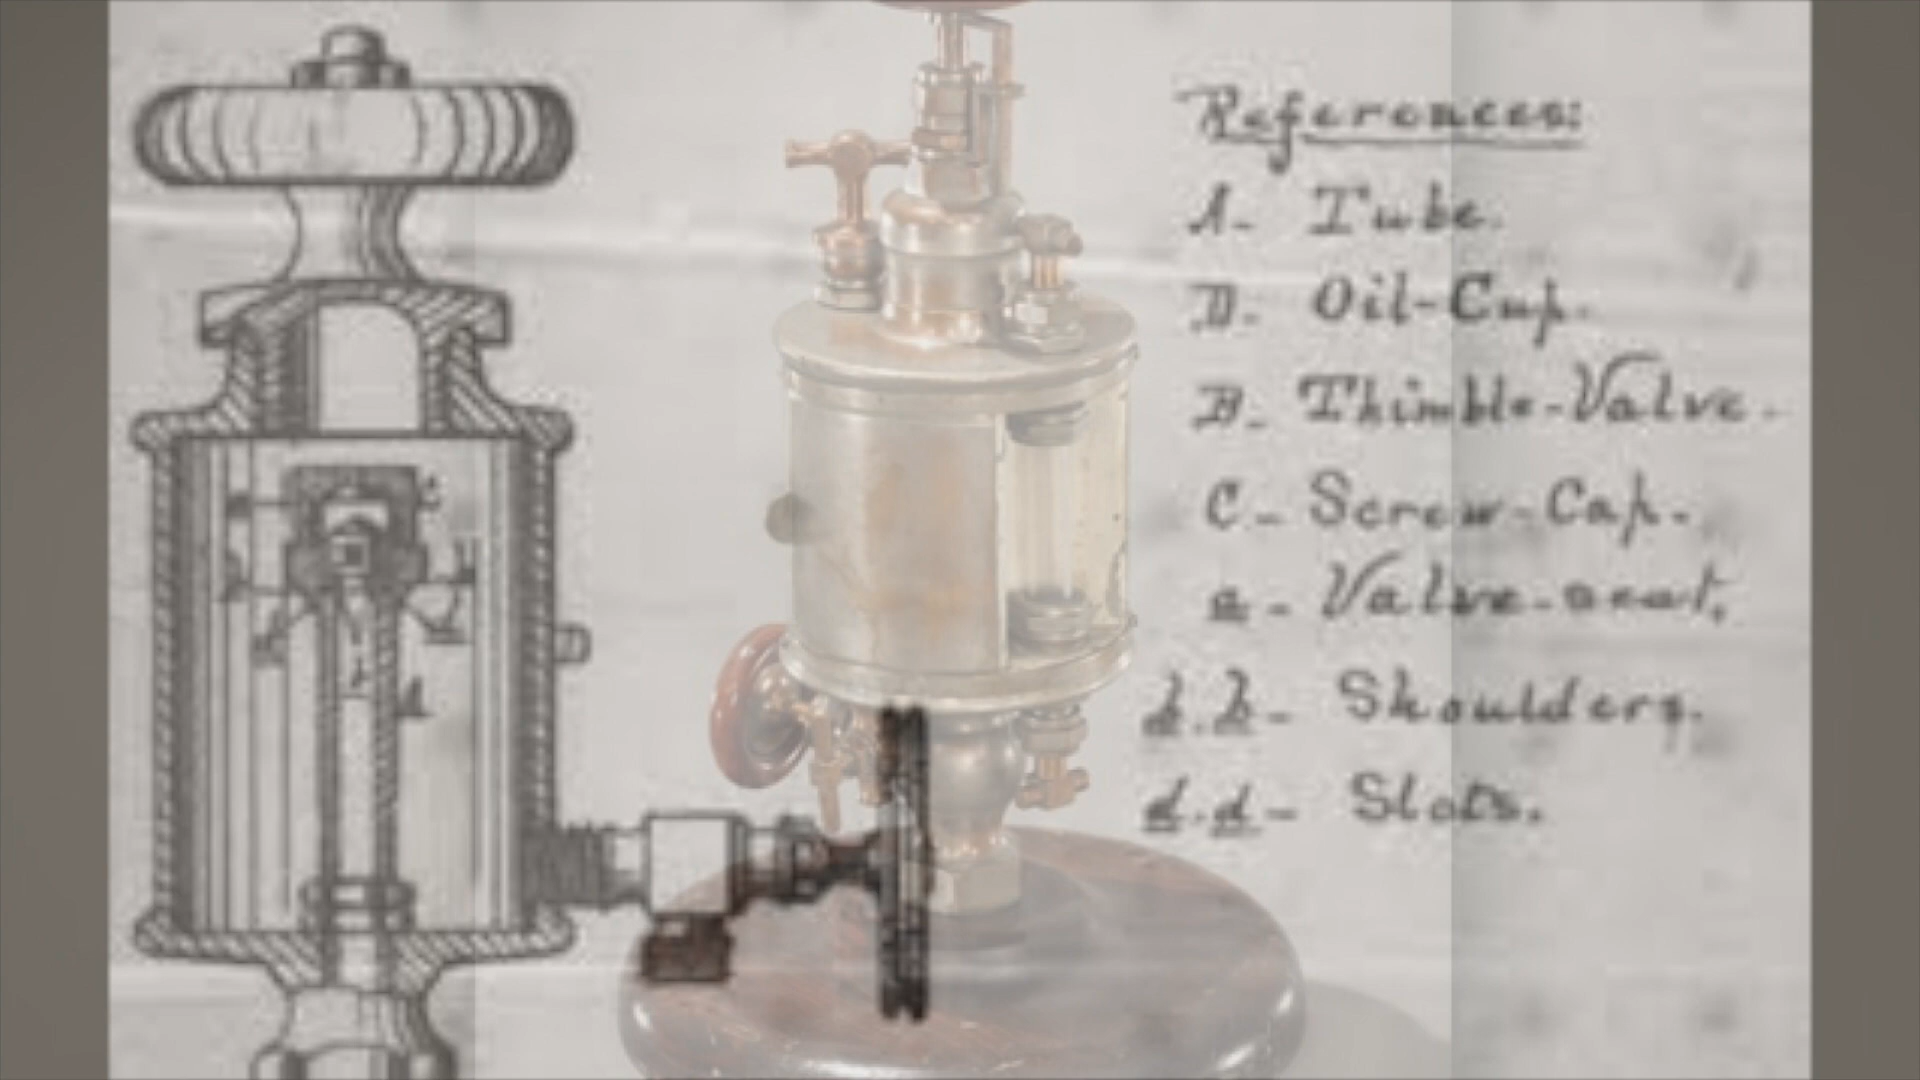 References:
A- Tube.
D. Oil-Cup.
B- Thimble-Valve.
C- Screw-Cap.
a- Valve-seat.
b.b- Shoulders.
d.d- Slots.